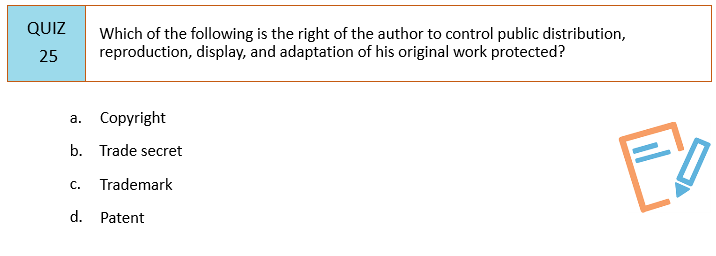 QUIZ
25
Which of the following is the right of the author to control public distribution,
reproduction, display, and adaptation of his original work protected?
a. Copyright
b. Trade secret
c. Trademark
d. Patent